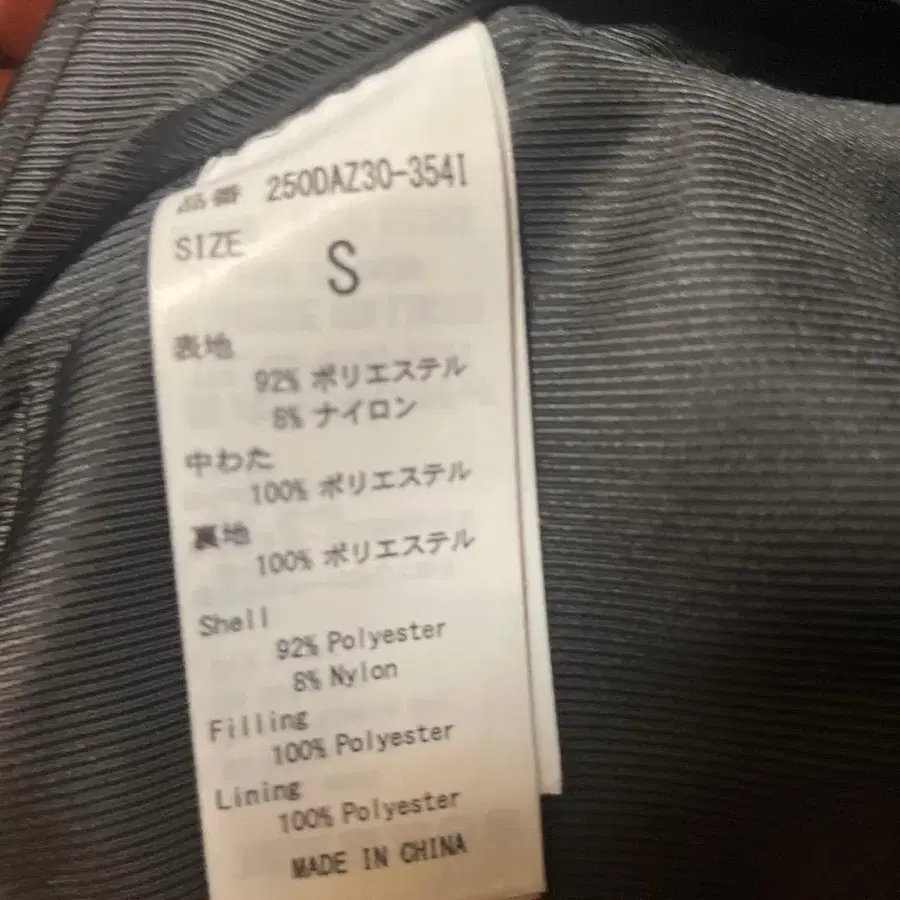 品番 250DAZ30-354I
SIZE
S
表地
92% ポリエステル
8% ナイロン
中わた
100% ポリエステル
裏地
100% ポリエステル
Shell
92% Polyester
8% Nylon
Filling
100% Polyester
Lining
100% Polyester
MADE IN CHINA